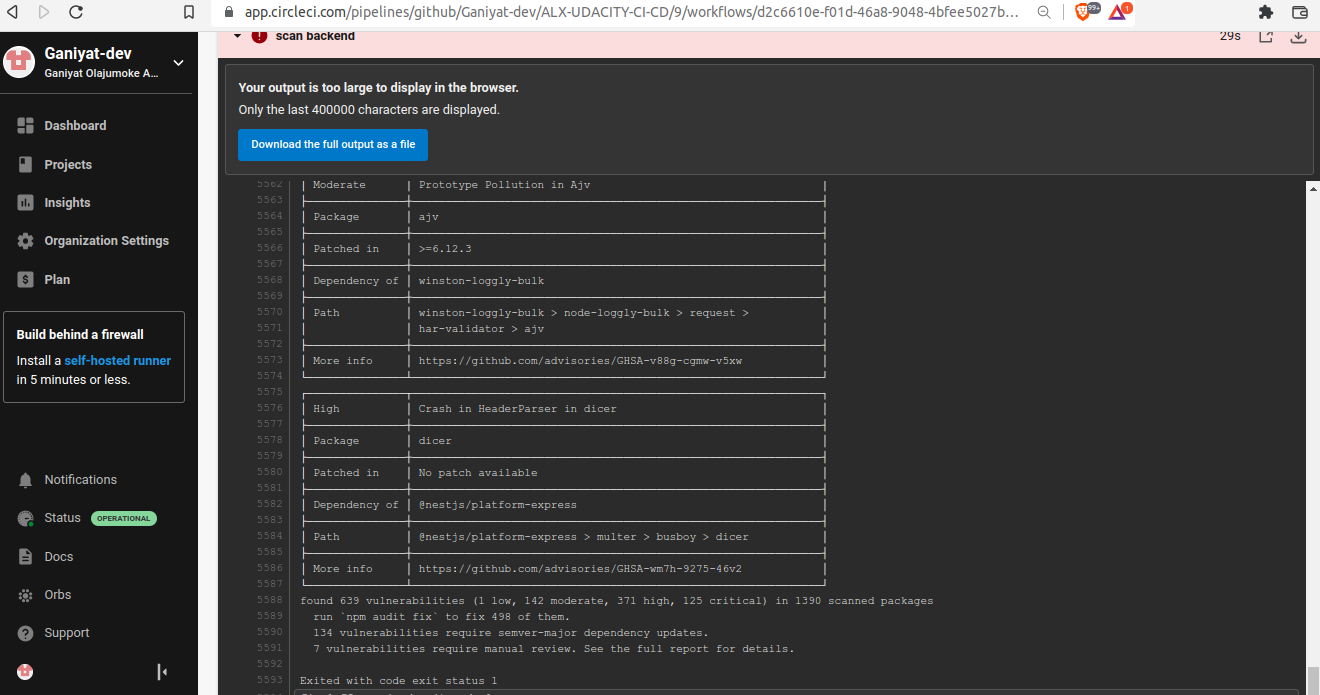 app.circleci.com/pipelines/github/Ganiyat-dev/ALX-UDACITY-CI-CD/9/workflows/d2c6610e-f01d-46a8-9048-4bfee5027b...
99+
1
Ganiyat-dev
Ganiyat Olajumoke A...
Dashboard
Projects
Insights
Organization Settings
Plan
Build behind a firewall
Install a self-hosted runner
in 5 minutes or less.
Notifications
Status OPERATIONAL
Docs
Orbs
Support
scan backend
29s
Your output is too large to display in the browser.
Only the last 400000 characters are displayed.
Download the full output as a file
5562 Moderate Prototype Pollution in Ajv
5563
5564 Package ajv
5565
5566 Patched in >=6.12.3
5567
5568 Dependency of winston-loggly-bulk
5569
5570 Path winston-loggly-bulk > node-loggly-bulk > request >
5571 har-validator > ajv
5572
5573 More info https://github.com/advisories/GHSA-v88g-cgmw-v5xw
5574
5575
5576 High Crash in HeaderParser in dicer
5577
5578 Package dicer
5579
5580 Patched in No patch available
5581
5582 Dependency of @nestjs/platform-express
5583
5584 Path @nestjs/platform-express > multer > busboy > dicer
5585
5586 More info https://github.com/advisories/GHSA-wm7h-9275-46v2
5587
5588 found 639 vulnerabilities (1 low, 142 moderate, 371 high, 125 critical) in 1390 scanned packages
5589 run `npm audit fix` to fix 498 of them.
5590 134 vulnerabilities require semver-major dependency updates.
5591 7 vulnerabilities require manual review. See the full report for details.
5592
5593 Exited with code exit status 1